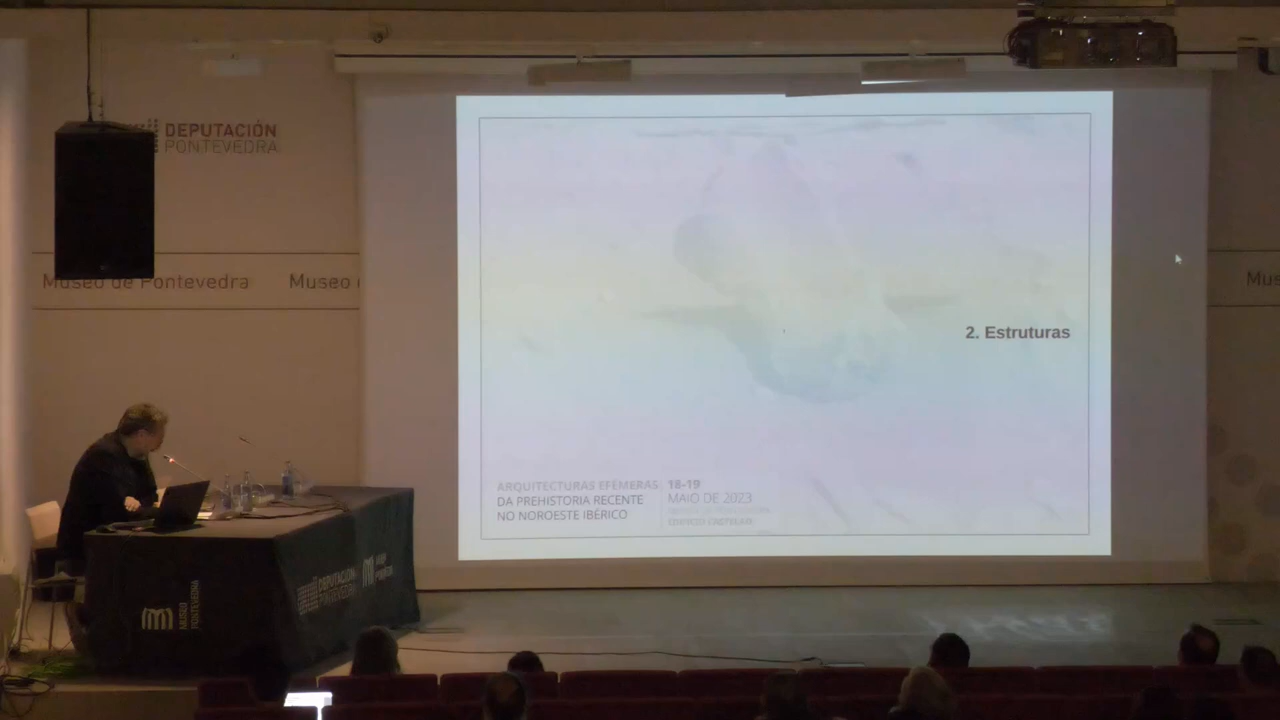 DEPUTACIÓN
PONTEVEDRA
Museo de Pontevedra
Museo
Mus
2. Estruturas
ARQUITECTURAS EFÉMERAS
DA PREHISTORIA RECENTE
NO NOROESTE IBÉRICO
18-19
MAIO DE 2023
EDIFICIO CASTELAO
MUSEO
PONTEVEDRA
DEPUTACIÓN
PONTEVEDRA